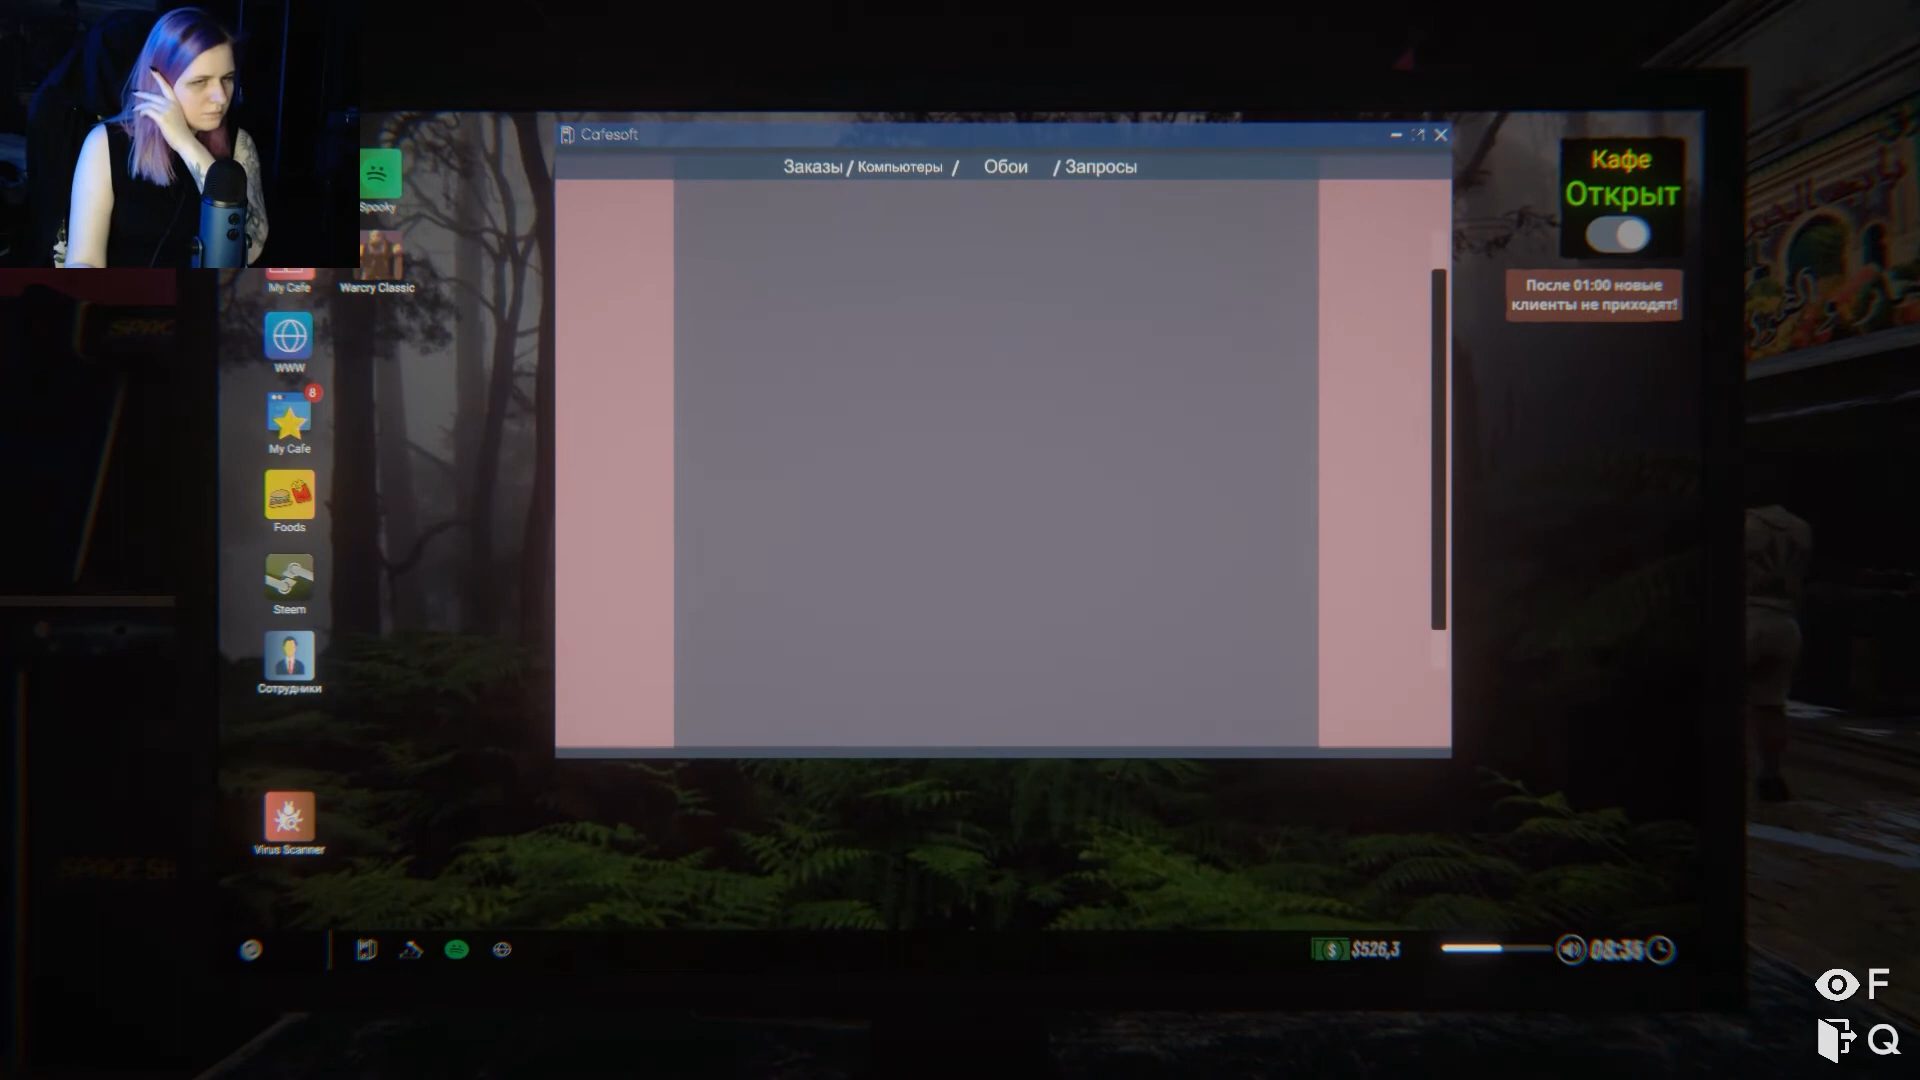 Cafesoft
Заказы / Компьютеры / Обои / Запросы
Кафе
Открыт
После 01:00 новые
клиенты не приходят!
Spooky
My Cafe
Warcry Classic
WWW
8
My Cafe
Foods
Steem
Сотрудники
Virus Scanner
$526,3
08:35
F
Q